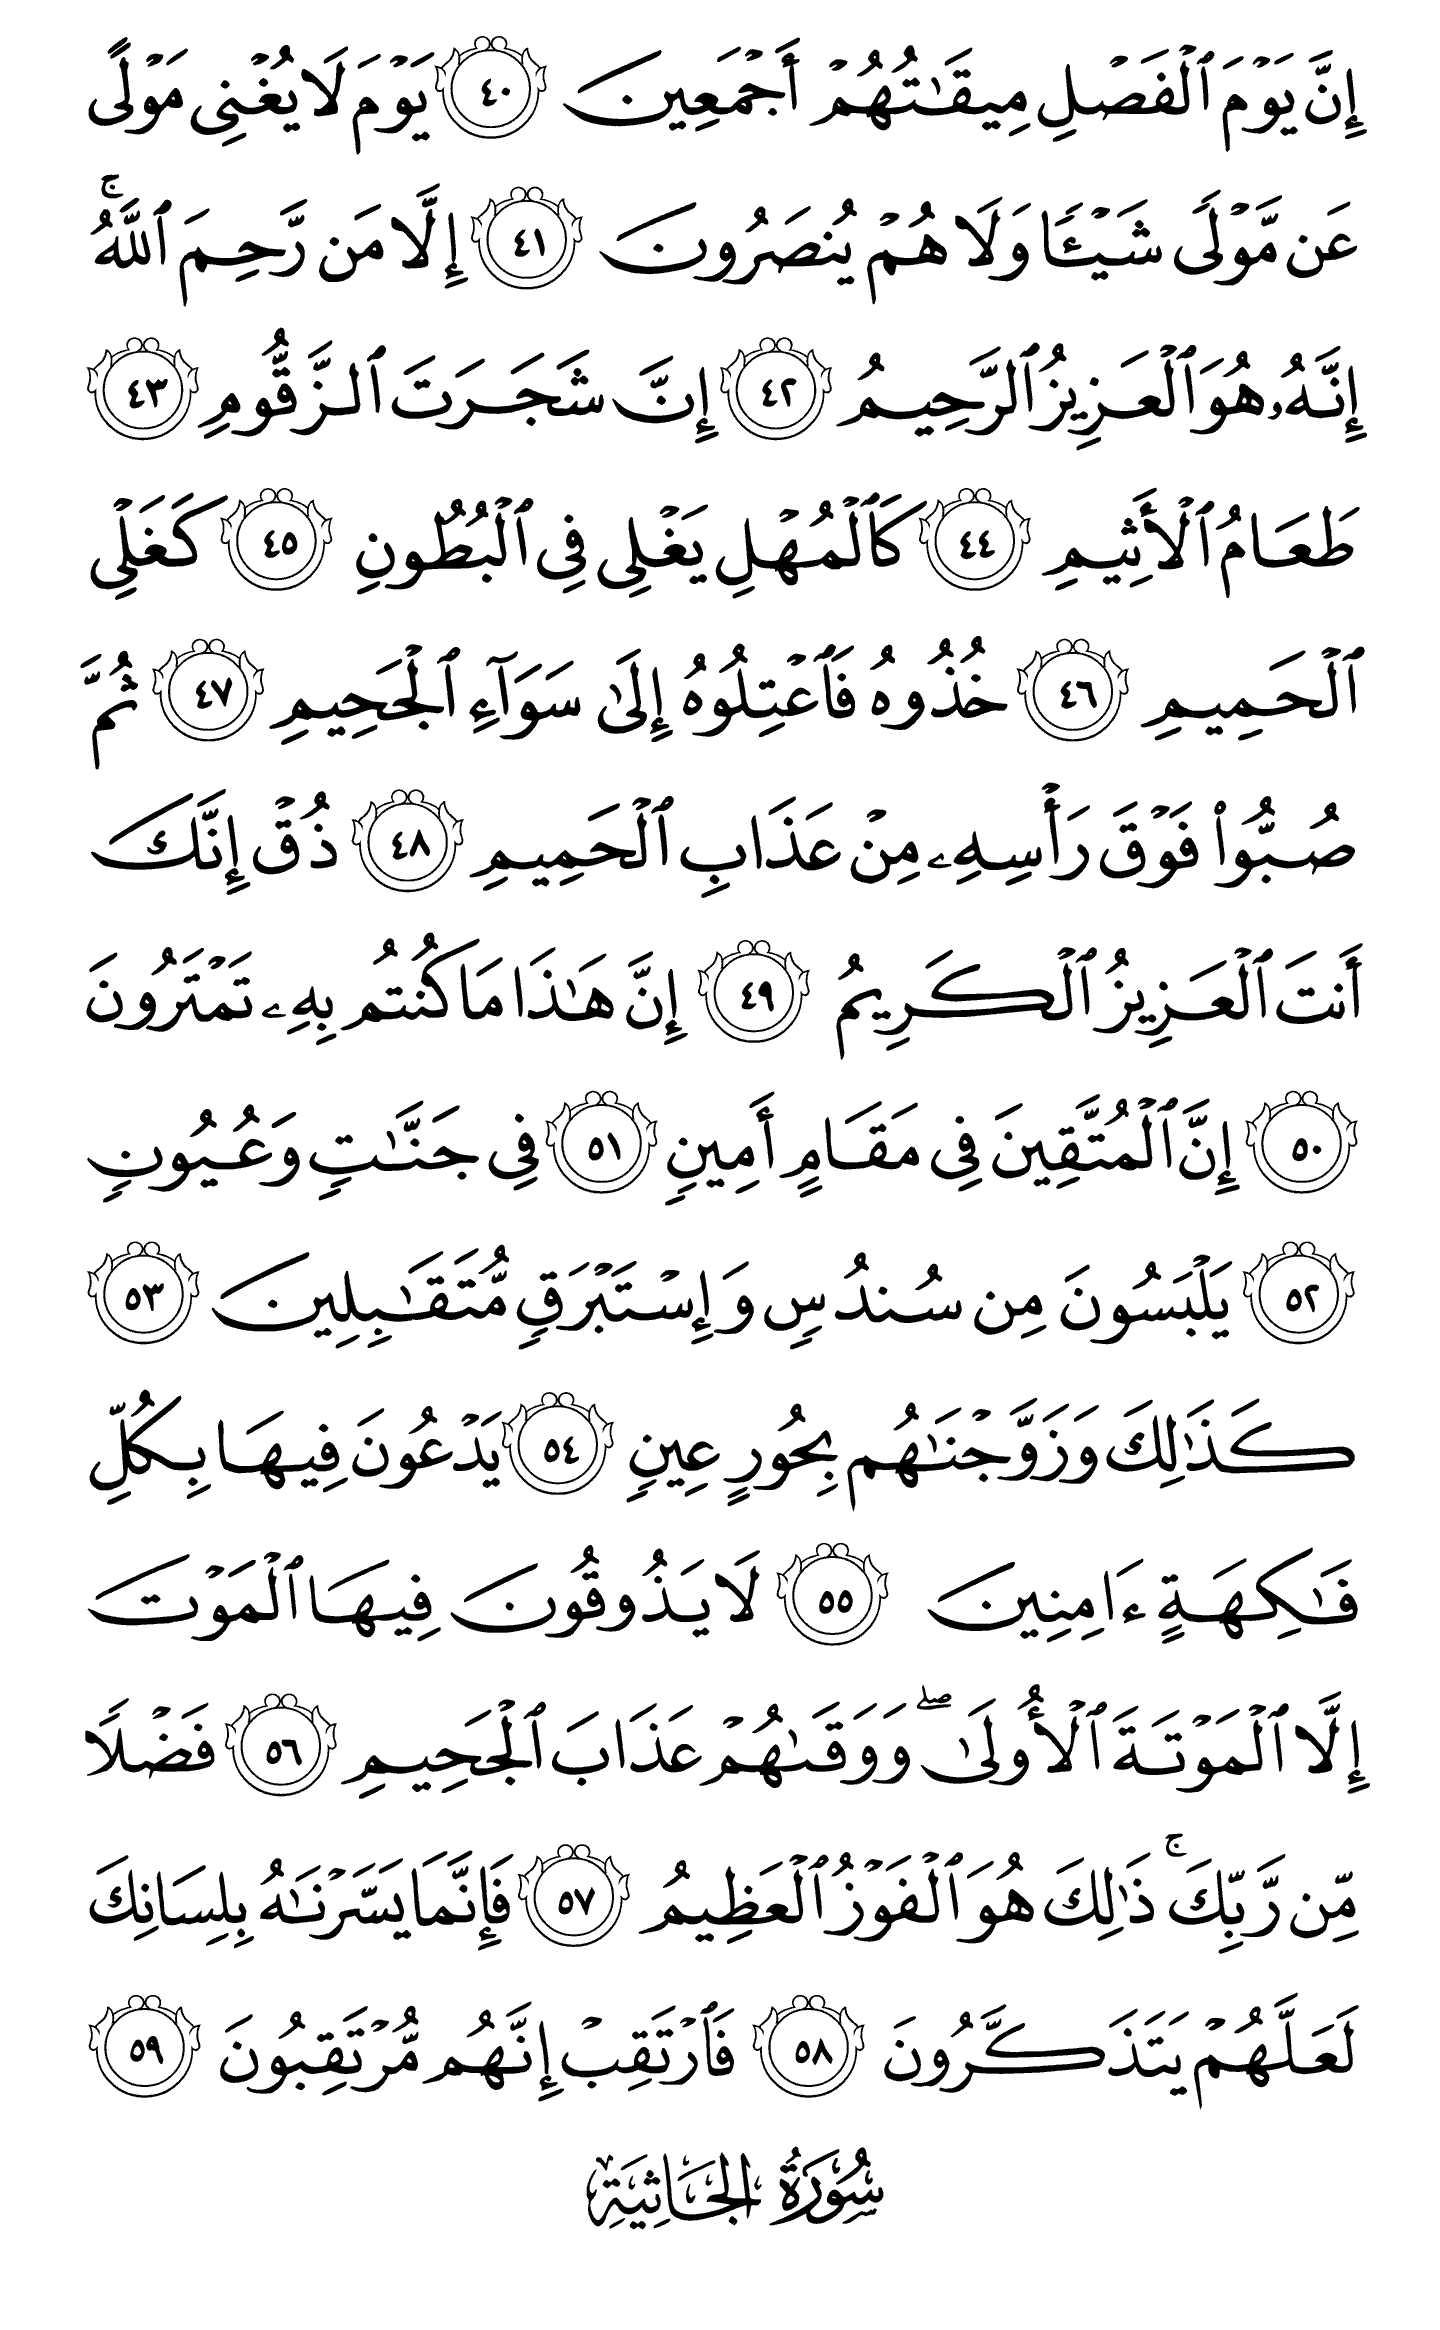 إِنَّ يَوْمَ ٱلْفَصْلِ مِيقَـٰتُهُمْ أَجْمَعِينَ ٤٠ يَوْمَ لَا يُغْنِى مَوْلًى
عَن مَّوْلًى شَيْـًٔا وَلَا هُمْ يُنصَرُونَ ٤١ إِلَّا مَن رَّحِمَ ٱللَّهُ ۚ
إِنَّهُۥ هُوَ ٱلْعَزِيزُ ٱلرَّحِيمُ ٤٢ إِنَّ شَجَرَتَ ٱلزَّقُّومِ ٤٣
طَعَامُ ٱلْأَثِيمِ ٤٤ كَٱلْمُهْلِ يَغْلِى فِى ٱلْبُطُونِ ٤٥ كَغَلْىِ
ٱلْحَمِيمِ ٤٦ خُذُوهُ فَٱعْتِلُوهُ إِلَىٰ سَوَآءِ ٱلْجَحِيمِ ٤٧ ثُمَّ
صُبُّوا۟ فَوْقَ رَأْسِهِۦ مِنْ عَذَابِ ٱلْحَمِيمِ ٤٨ ذُقْ إِنَّكَ
أَنتَ ٱلْعَزِيزُ ٱلْكَرِيمُ ٤٩ إِنَّ هَـٰذَا مَا كُنتُم بِهِۦ تَمْتَرُونَ
٥٠ إِنَّ ٱلْمُتَّقِينَ فِى مَقَامٍ أَمِينٍ ٥١ فِى جَنَّـٰتٍ وَعُيُونٍ
٥٢ يَلْبَسُونَ مِن سُندُسٍ وَإِسْتَبْرَقٍ مُّتَقَـٰبِلِينَ ٥٣
كَذَٰلِكَ وَزَوَّجْنَـٰهُم بِحُورٍ عِينٍ ٥٤ يَدْعُونَ فِيهَا بِكُلِّ
فَـٰكِهَةٍ ءَامِنِينَ ٥٥ لَا يَذُوقُونَ فِيهَا ٱلْمَوْتَ
إِلَّا ٱلْمَوْتَةَ ٱلْأُولَىٰ ۖ وَوَقَىٰهُمْ عَذَابَ ٱلْجَحِيمِ ٥٦ فَضْلًا
مِّن رَّبِّكَ ۚ ذَٰلِكَ هُوَ ٱلْفَوْزُ ٱلْعَظِيمُ ٥٧ فَإِنَّمَا يَسَّرْنَـٰهُ بِلِسَانِكَ
لَعَلَّهُمْ يَتَذَكَّرُونَ ٥٨ فَٱرْتَقِبْ إِنَّهُم مُّرْتَقِبُونَ ٥٩
سُورَةُ الجَاثِيَةِ